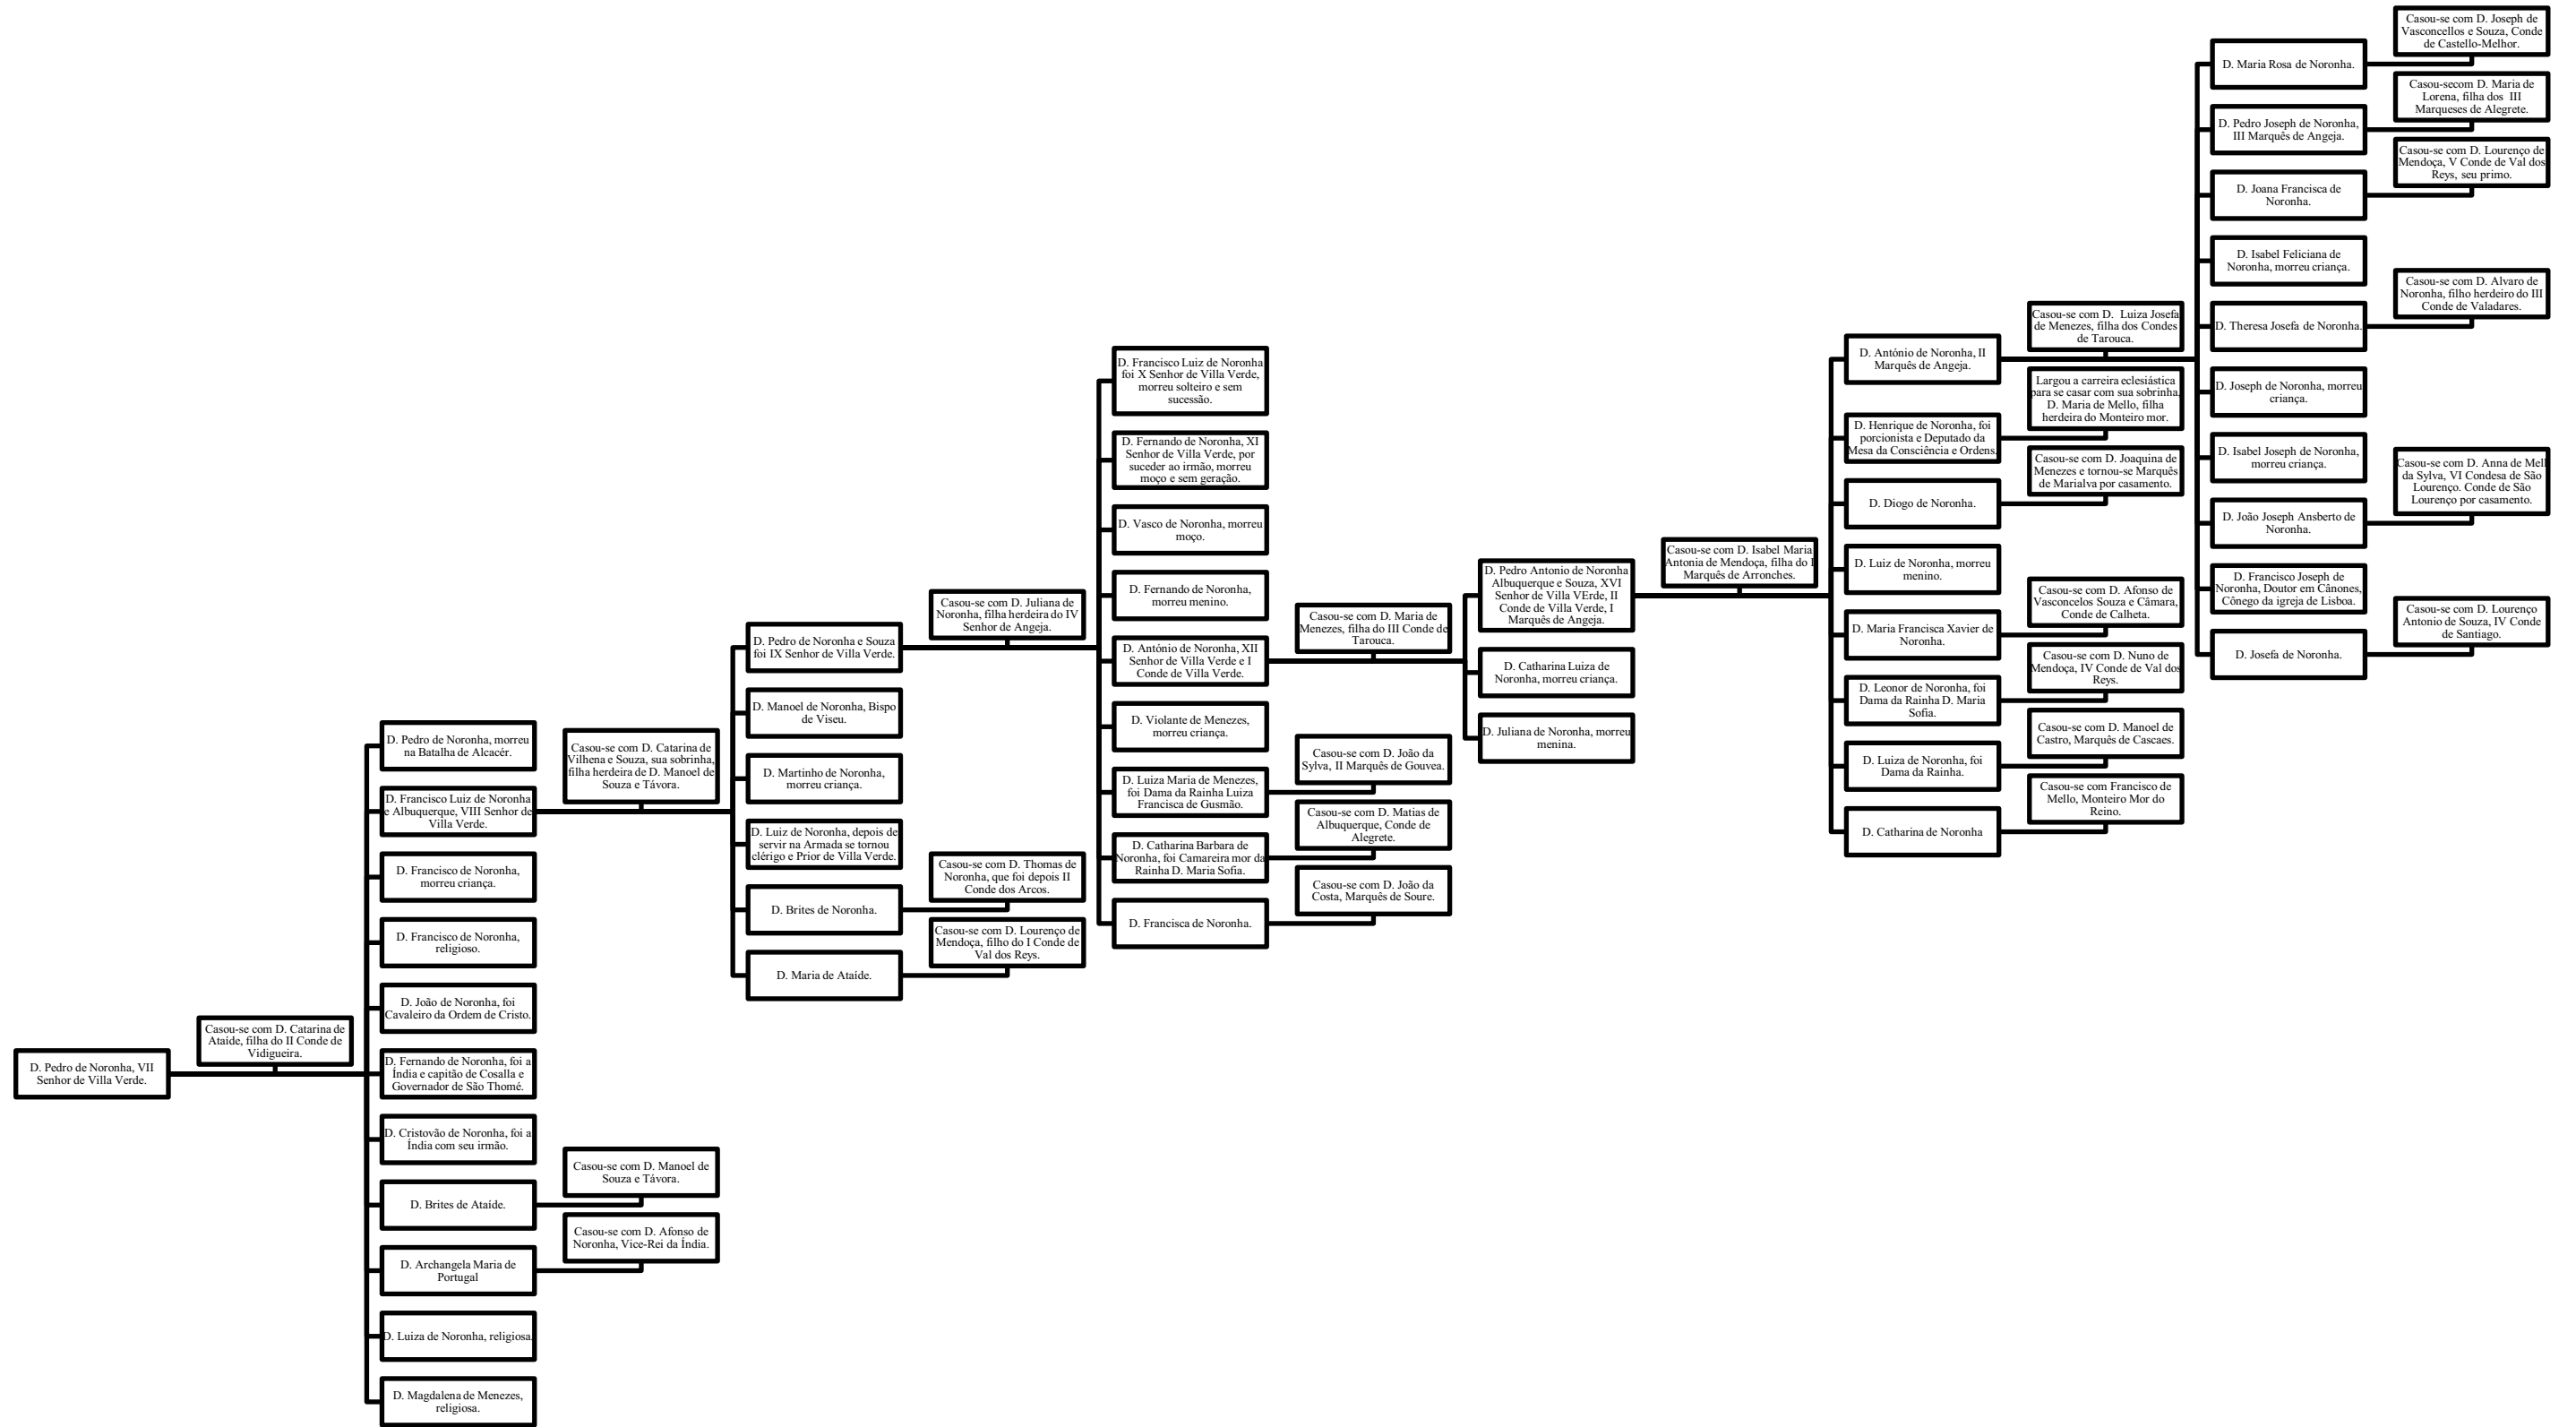 D. Pedro de Noronha, VII
Senhor de Villa Verde.
Casou-se com D. Catarina de
Ataíde, filha do II Conde de
Vidigueira.
D. Pedro de Noronha, morreu
na Batalha de Alcacér.
D. Francisco Luiz de Noronha
e Albuquerque, VIII Senhor de
Villa Verde.
D. Francisco de Noronha,
morreu criança.
D. Francisco de Noronha,
religioso.
D. João de Noronha, foi
Cavaleiro da Ordem de Cristo.
D. Fernando de Noronha, foi a
Índia e capitão de Cosalla e
Governador de São Thomé.
D. Cristovão de Noronha, foi a
Índia com seu irmão.
D. Brites de Ataíde.
D. Archangela Maria de
Portugal
D. Luiza de Noronha, religiosa.
D. Magdalena de Menezes,
religiosa.
Casou-se com D. Catarina de
Vilhena e Souza, sua sobrinha,
filha herdeira de D. Manoel de
Souza e Távora.
Casou-se com D. Manoel de
Souza e Távora.
Casou-se com D. Afonso de
Noronha, Vice-Rei da Índia.
D. Pedro de Noronha e Souza
foi IX Senhor de Villa Verde.
D. Manoel de Noronha, Bispo
de Viseu.
D. Martinho de Noronha,
morreu criança.
D. Luiz de Noronha, depois de
servir na Armada se tornou
clérigo e Prior de Villa Verde.
D. Brites de Noronha.
D. Maria de Ataíde.
Casou-se com D. Juliana de
Noronha, filha herdeira do IV
Senhor de Angeja.
Casou-se com D. Thomas de
Noronha, que foi depois II
Conde dos Arcos.
Casou-se com D. Lourenço de
Mendoça, filho do I Conde de
Val dos Reys.
D. Francisco Luiz de Noronha
foi X Senhor de Villa Verde,
morreu solteiro e sem
sucessão.
D. Fernando de Noronha, XI
Senhor de Villa Verde, por
suceder ao irmão, morreu
moço e sem geração.
D. Vasco de Noronha, morreu
moço.
D. Fernando de Noronha,
morreu menino.
D. António de Noronha, XII
Senhor de Villa Verde e I
Conde de Villa Verde.
D. Violante de Menezes,
morreu criança.
D. Luiza Maria de Menezes,
foi Dama da Rainha Luiza
Francisca de Gusmão.
D. Catharina Barbara de
Noronha, foi Camareira mor da
Rainha D. Maria Sofia.
D. Francisca de Noronha.
Casou-se com D. Maria de
Menezes, filha do III Conde de
Tarouca.
Casou-se com D. João da
Sylva, II Marquês de Gouvea.
Casou-se com D. Matias de
Albuquerque, Conde de
Alegrete.
Casou-se com D. João da
Costa, Marquês de Soure.
D. Pedro Antonio de Noronha
Albuquerque e Souza, XVI
Senhor de Villa VErde, II
Conde de Villa Verde, I
Marquês de Angeja.
D. Catharina Luiza de
Noronha, morreu criança.
D. Juliana de Noronha, morreu
menina.
Casou-se com D. Isabel Maria
Antonia de Mendoça, filha do I
Marquês de Arronches.
D. António de Noronha, II
Marquês de Angeja.
D. Henrique de Noronha, foi
porcionista e Deputado da
Mesa da Consciência e Ordens.
D. Diogo de Noronha.
D. Luiz de Noronha, morreu
menino.
D. Maria Francisca Xavier de
Noronha.
D. Leonor de Noronha, foi
Dama da Rainha D. Maria
Sofia.
D. Luiza de Noronha, foi
Dama da Rainha.
D. Catharina de Noronha
Casou-se com D. Luiza Josefa
de Menezes, filha dos Condes
de Tarouca.
Largou a carreira eclesiástica
para se casar com sua sobrinha,
D. Maria de Mello, filha
herdeira do Monteiro mor.
Casou-se com D. Joaquina de
Menezes e tornou-se Marquês
de Marialva por casamento.
Casou-se com D. Afonso de
Vasconcelos Souza e Câmara,
Conde de Calheta.
Casou-se com D. Nuno de
Mendoça, IV Conde de Val dos
Reys.
Casou-se com D. Manoel de
Castro, Marquês de Cascaes.
Casou-se com Francisco de
Mello, Monteiro Mor do
Reino.
D. Maria Rosa de Noronha.
D. Pedro Joseph de Noronha,
III Marquês de Angeja.
D. Joana Francisca de
Noronha.
D. Isabel Feliciana de
Noronha, morreu criança.
D. Theresa Josefa de Noronha.
D. Joseph de Noronha, morreu
criança.
D. Isabel Joseph de Noronha,
morreu criança.
D. João Joseph Ansberto de
Noronha.
D. Francisco Joseph de
Noronha, Doutor em Cânones,
Cônego da igreja de Lisboa.
D. Josefa de Noronha.
Casou-se com D. Joseph de
Vasconcellos e Souza, Conde
de Castello-Melhor.
Casou-secom D. Maria de
Lorena, filha dos III
Marqueses de Alegrete.
Casou-se com D. Lourenço de
Mendoça, V Conde de Val dos
Reys, seu primo.
Casou-se com D. Alvaro de
Noronha, filho herdeiro do III
Conde de Valadares.
Casou-se com D. Anna de Mell
da Sylva, VI Condesa de São
Lourenço. Conde de São
Lourenço por casamento.
Casou-se com D. Lourenço
Antonio de Souza, IV Conde
de Santiago.